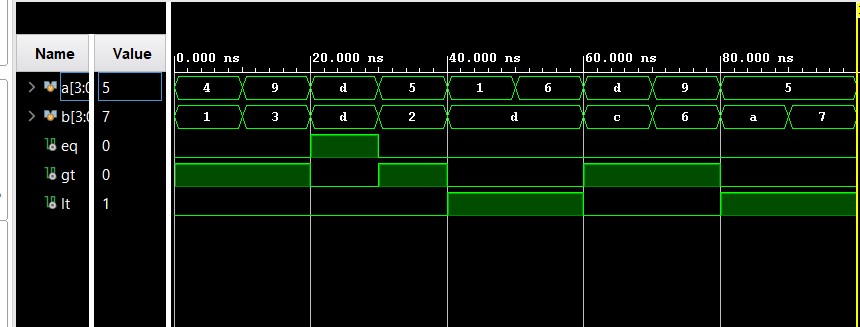 Name Value 0.000 ns 20.000 ns 40.000 ns 60.000 ns 80.000 ns
a[3:0 5 4 9 d 5 1 6 d 9 5
b[3:0 7 1 3 d 2 d c 6 a 7
eq 0
gt 0
lt 1